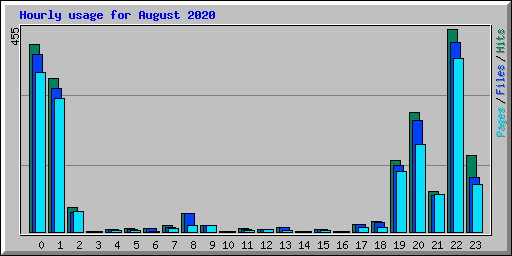 Hourly usage for August 2020
455
Pages/Files/Hits
0 1 2 3 4 5 6 7 8 9 10 11 12 13 14 15 16 17 18 19 20 21 22 23